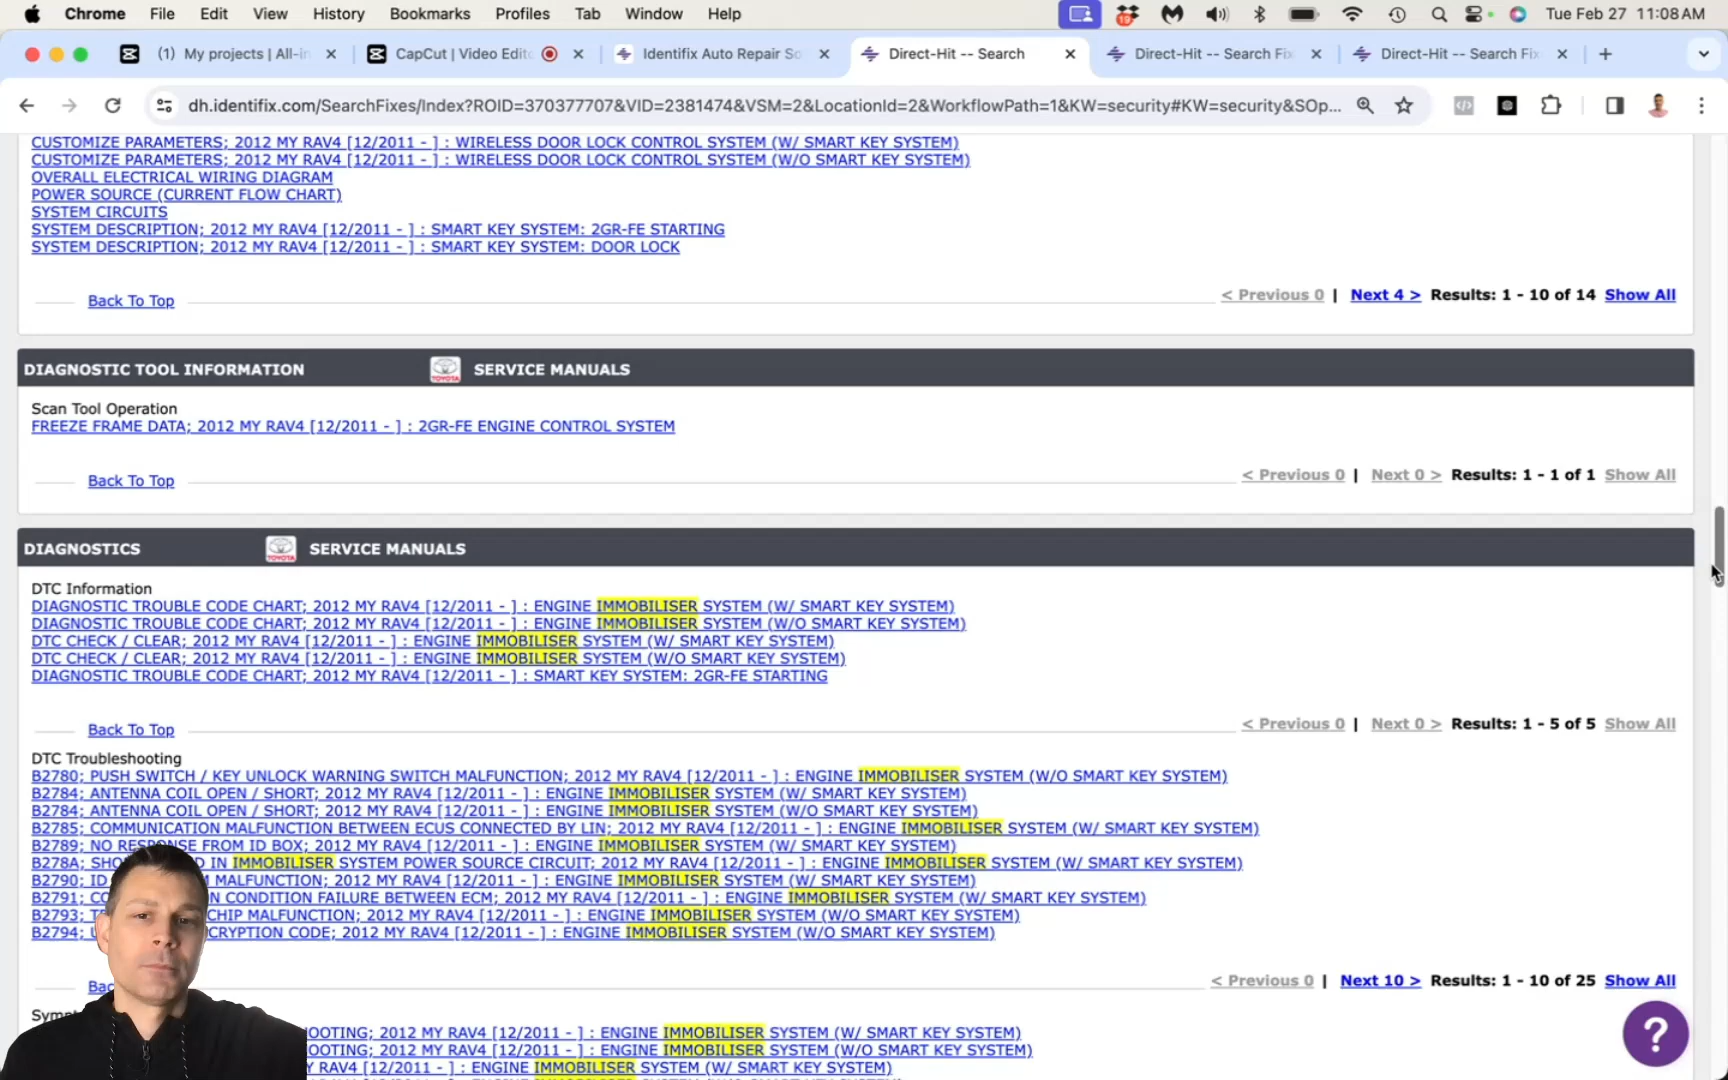 Chrome File Edit View History Bookmarks Profiles Tab Window Help 19 Tue Feb 27 11:08 AM
(1) My projects | All-in CapCut | Video Edito Identifix Auto Repair So Direct-Hit -- Search Direct-Hit -- Search Fix Direct-Hit -- Search Fix
dh.identifix.com/SearchFixes/Index?ROID=370377707&VID=2381474&VSM=2&LocationId=2&WorkflowPath=1&KW=security#KW=security&SOp...
CUSTOMIZE PARAMETERS; 2012 MY RAV4 [12/2011 - ] : WIRELESS DOOR LOCK CONTROL SYSTEM (W/ SMART KEY SYSTEM)
CUSTOMIZE PARAMETERS; 2012 MY RAV4 [12/2011 - ] : WIRELESS DOOR LOCK CONTROL SYSTEM (W/O SMART KEY SYSTEM)
OVERALL ELECTRICAL WIRING DIAGRAM
POWER SOURCE (CURRENT FLOW CHART)
SYSTEM CIRCUITS
SYSTEM DESCRIPTION; 2012 MY RAV4 [12/2011 - ] : SMART KEY SYSTEM: 2GR-FE STARTING
SYSTEM DESCRIPTION; 2012 MY RAV4 [12/2011 - ] : SMART KEY SYSTEM: DOOR LOCK
Back To Top < Previous 0 | Next 4 > Results: 1 - 10 of 14 Show All
DIAGNOSTIC TOOL INFORMATION TOYOTA SERVICE MANUALS
Scan Tool Operation
FREEZE FRAME DATA; 2012 MY RAV4 [12/2011 - ] : 2GR-FE ENGINE CONTROL SYSTEM
Back To Top < Previous 0 | Next 0 > Results: 1 - 1 of 1 Show All
DIAGNOSTICS TOYOTA SERVICE MANUALS
DTC Information
DIAGNOSTIC TROUBLE CODE CHART; 2012 MY RAV4 [12/2011 - ] : ENGINE IMMOBILISER SYSTEM (W/ SMART KEY SYSTEM)
DIAGNOSTIC TROUBLE CODE CHART; 2012 MY RAV4 [12/2011 - ] : ENGINE IMMOBILISER SYSTEM (W/O SMART KEY SYSTEM)
DTC CHECK / CLEAR; 2012 MY RAV4 [12/2011 - ] : ENGINE IMMOBILISER SYSTEM (W/ SMART KEY SYSTEM)
DTC CHECK / CLEAR; 2012 MY RAV4 [12/2011 - ] : ENGINE IMMOBILISER SYSTEM (W/O SMART KEY SYSTEM)
DIAGNOSTIC TROUBLE CODE CHART; 2012 MY RAV4 [12/2011 - ] : SMART KEY SYSTEM: 2GR-FE STARTING
Back To Top < Previous 0 | Next 0 > Results: 1 - 5 of 5 Show All
DTC Troubleshooting
B2780; PUSH SWITCH / KEY UNLOCK WARNING SWITCH MALFUNCTION; 2012 MY RAV4 [12/2011 - ] : ENGINE IMMOBILISER SYSTEM (W/O SMART KEY SYSTEM)
B2784; ANTENNA COIL OPEN / SHORT; 2012 MY RAV4 [12/2011 - ] : ENGINE IMMOBILISER SYSTEM (W/ SMART KEY SYSTEM)
B2784; ANTENNA COIL OPEN / SHORT; 2012 MY RAV4 [12/2011 - ] : ENGINE IMMOBILISER SYSTEM (W/O SMART KEY SYSTEM)
B2785; COMMUNICATION MALFUNCTION BETWEEN ECUS CONNECTED BY LIN; 2012 MY RAV4 [12/2011 - ] : ENGINE IMMOBILISER SYSTEM (W/ SMART KEY SYSTEM)
B2789; NO RESPONSE FROM ID BOX; 2012 MY RAV4 [12/2011 - ] : ENGINE IMMOBILISER SYSTEM (W/ SMART KEY SYSTEM)
B278A; SHO D IN IMMOBILISER SYSTEM POWER SOURCE CIRCUIT; 2012 MY RAV4 [12/2011 - ] : ENGINE IMMOBILISER SYSTEM (W/ SMART KEY SYSTEM)
B2790; ID M MALFUNCTION; 2012 MY RAV4 [12/2011 - ] : ENGINE IMMOBILISER SYSTEM (W/ SMART KEY SYSTEM)
B2791; CO N CONDITION FAILURE BETWEEN ECM; 2012 MY RAV4 [12/2011 - ] : ENGINE IMMOBILISER SYSTEM (W/ SMART KEY SYSTEM)
B2793; T CHIP MALFUNCTION; 2012 MY RAV4 [12/2011 - ] : ENGINE IMMOBILISER SYSTEM (W/O SMART KEY SYSTEM)
B2794; U CRYPTION CODE; 2012 MY RAV4 [12/2011 - ] : ENGINE IMMOBILISER SYSTEM (W/O SMART KEY SYSTEM)
Bac < Previous 0 | Next 10 > Results: 1 - 10 of 25 Show All
Symp
OOTING; 2012 MY RAV4 [12/2011 - ] : ENGINE IMMOBILISER SYSTEM (W/ SMART KEY SYSTEM)
OOTING; 2012 MY RAV4 [12/2011 - ] : ENGINE IMMOBILISER SYSTEM (W/O SMART KEY SYSTEM)
Y RAV4 [12/2011 - ] : ENGINE IMMOBILISER SYSTEM (W/ SMART KEY SYSTEM)
?